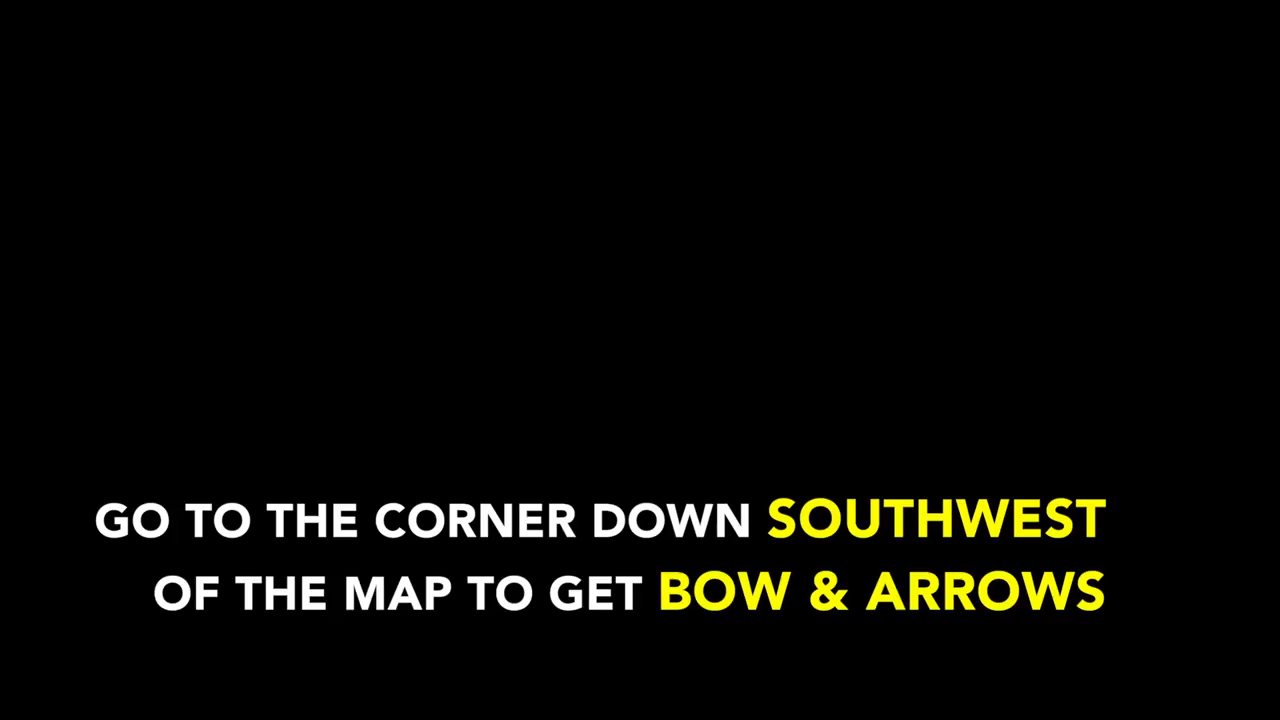 GO TO THE CORNER DOWN SOUTHWEST
OF THE MAP TO GET BOW & ARROWS